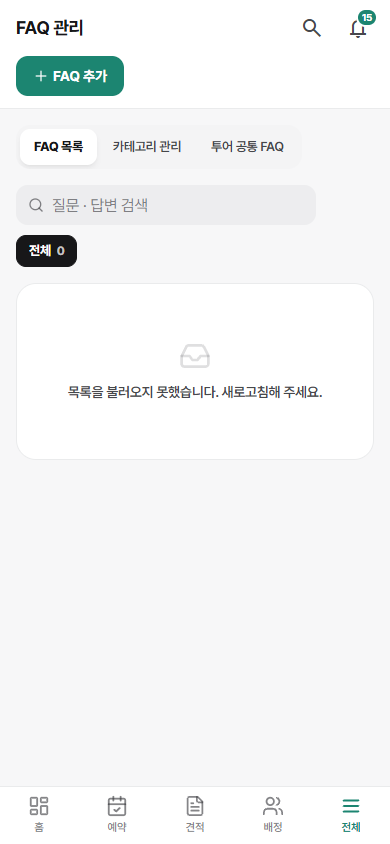 FAQ 관리
15
FAQ 추가
FAQ 목록
카테고리 관리
투어 공통 FAQ
질문 · 답변 검색
전체 0
목록을 불러오지 못했습니다. 새로고침해 주세요.
홈
예약
견적
배정
전체